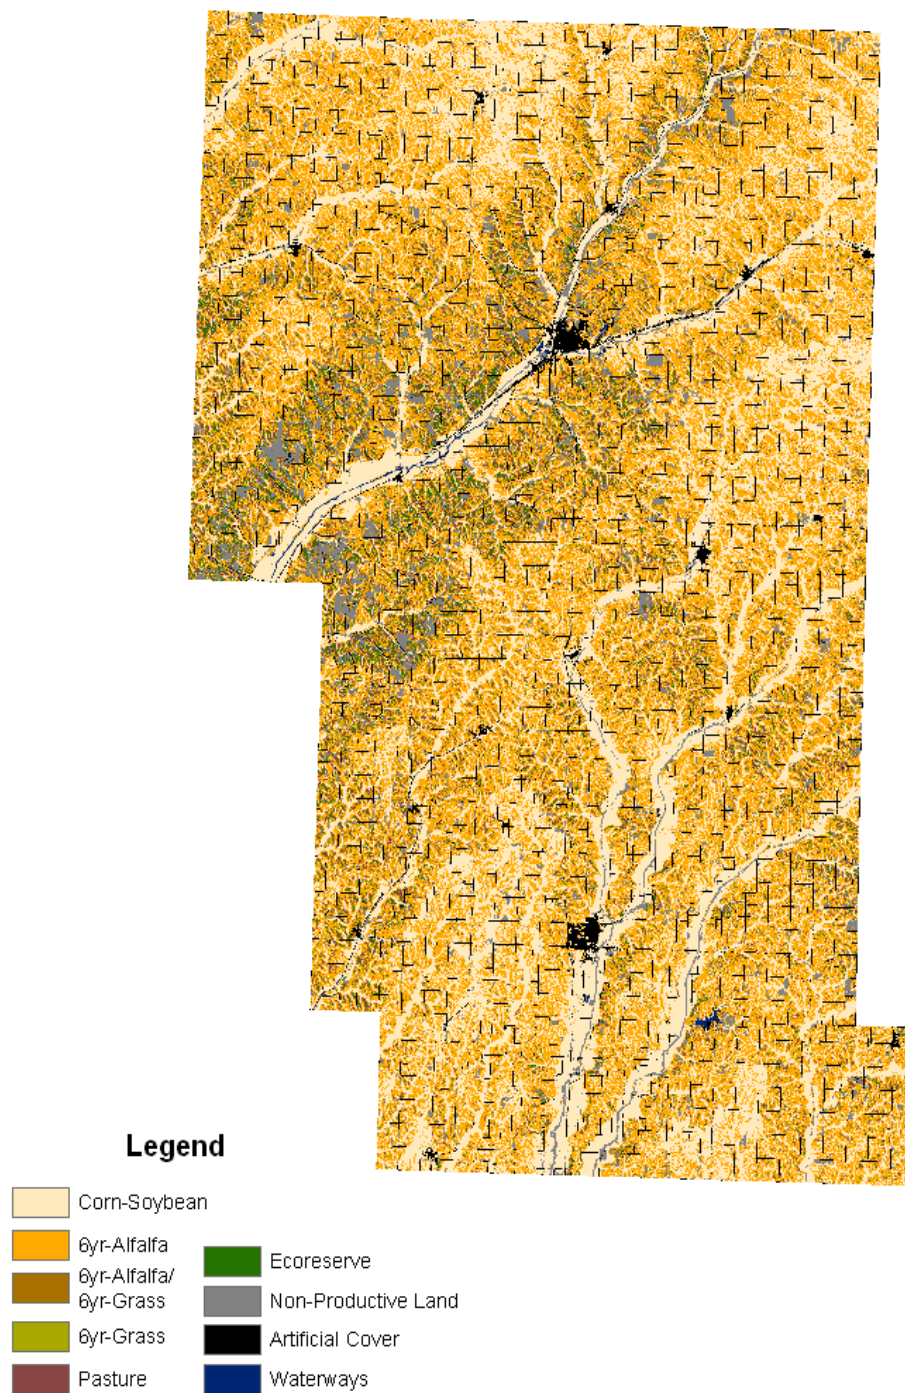 Legend
Corn-Soybean
6yr-Alfalfa
6yr-Alfalfa/
6yr-Grass
6yr-Grass
Pasture
Ecoreserve
Non-Productive Land
Artificial Cover
Waterways